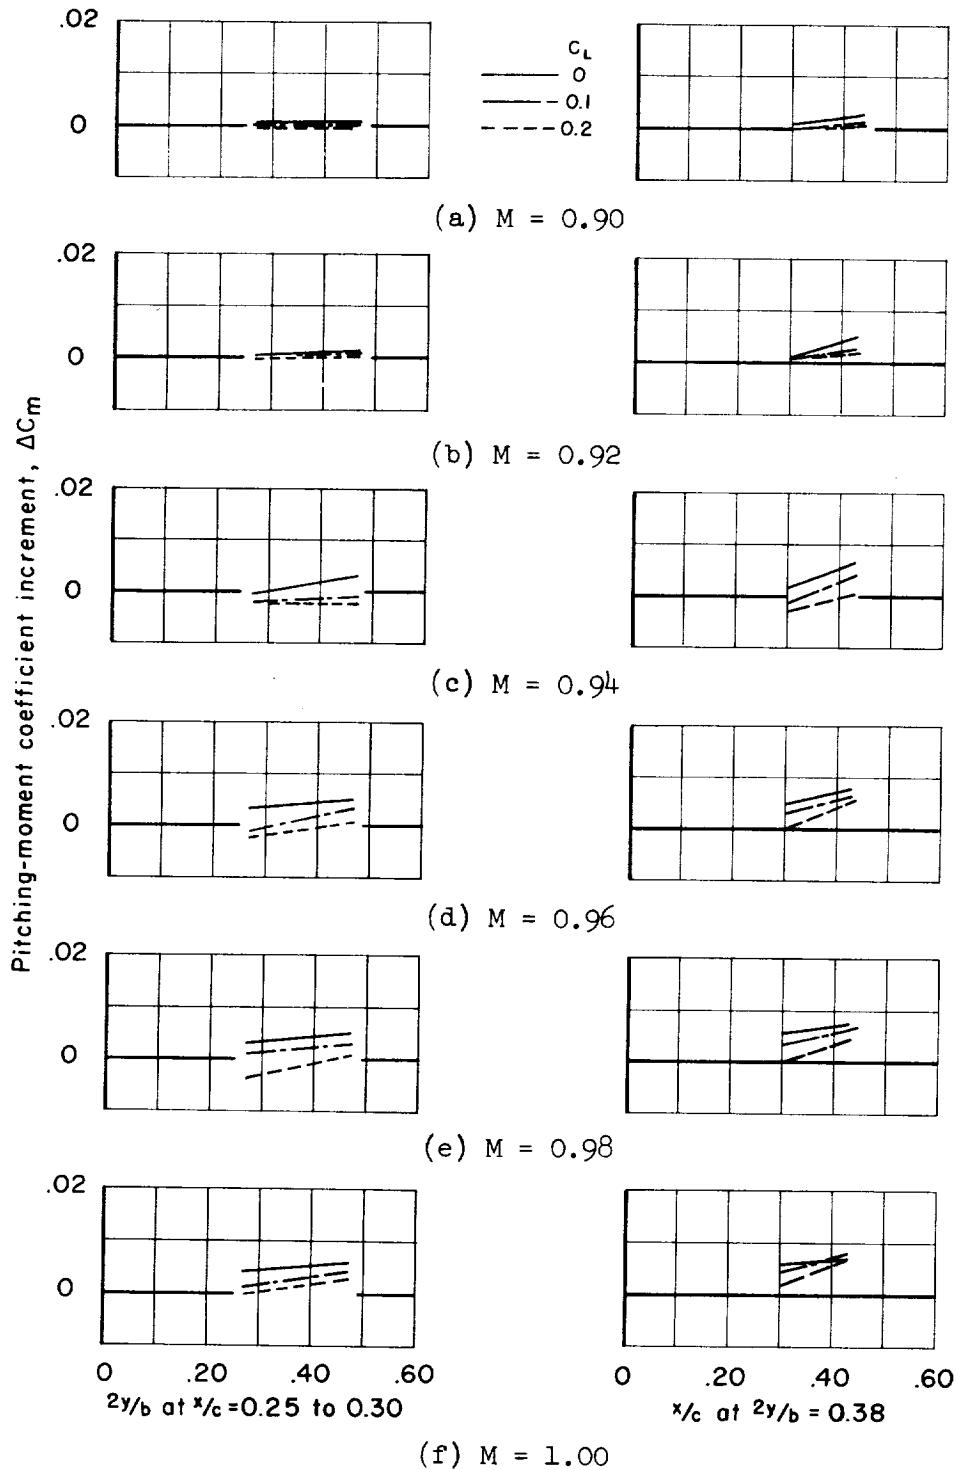 .02
0
C_L
0
0.1
0.2
(a) M = 0.90
.02
0
(b) M = 0.92
Pitching-moment coefficient increment, ΔC_m
.02
0
(c) M = 0.94
.02
0
(d) M = 0.96
.02
0
(e) M = 0.98
.02
0
0 .20 .40 .60
2y/b at x/c =0.25 to 0.30
0 .20 .40 .60
x/c at 2y/b = 0.38
(f) M = 1.00